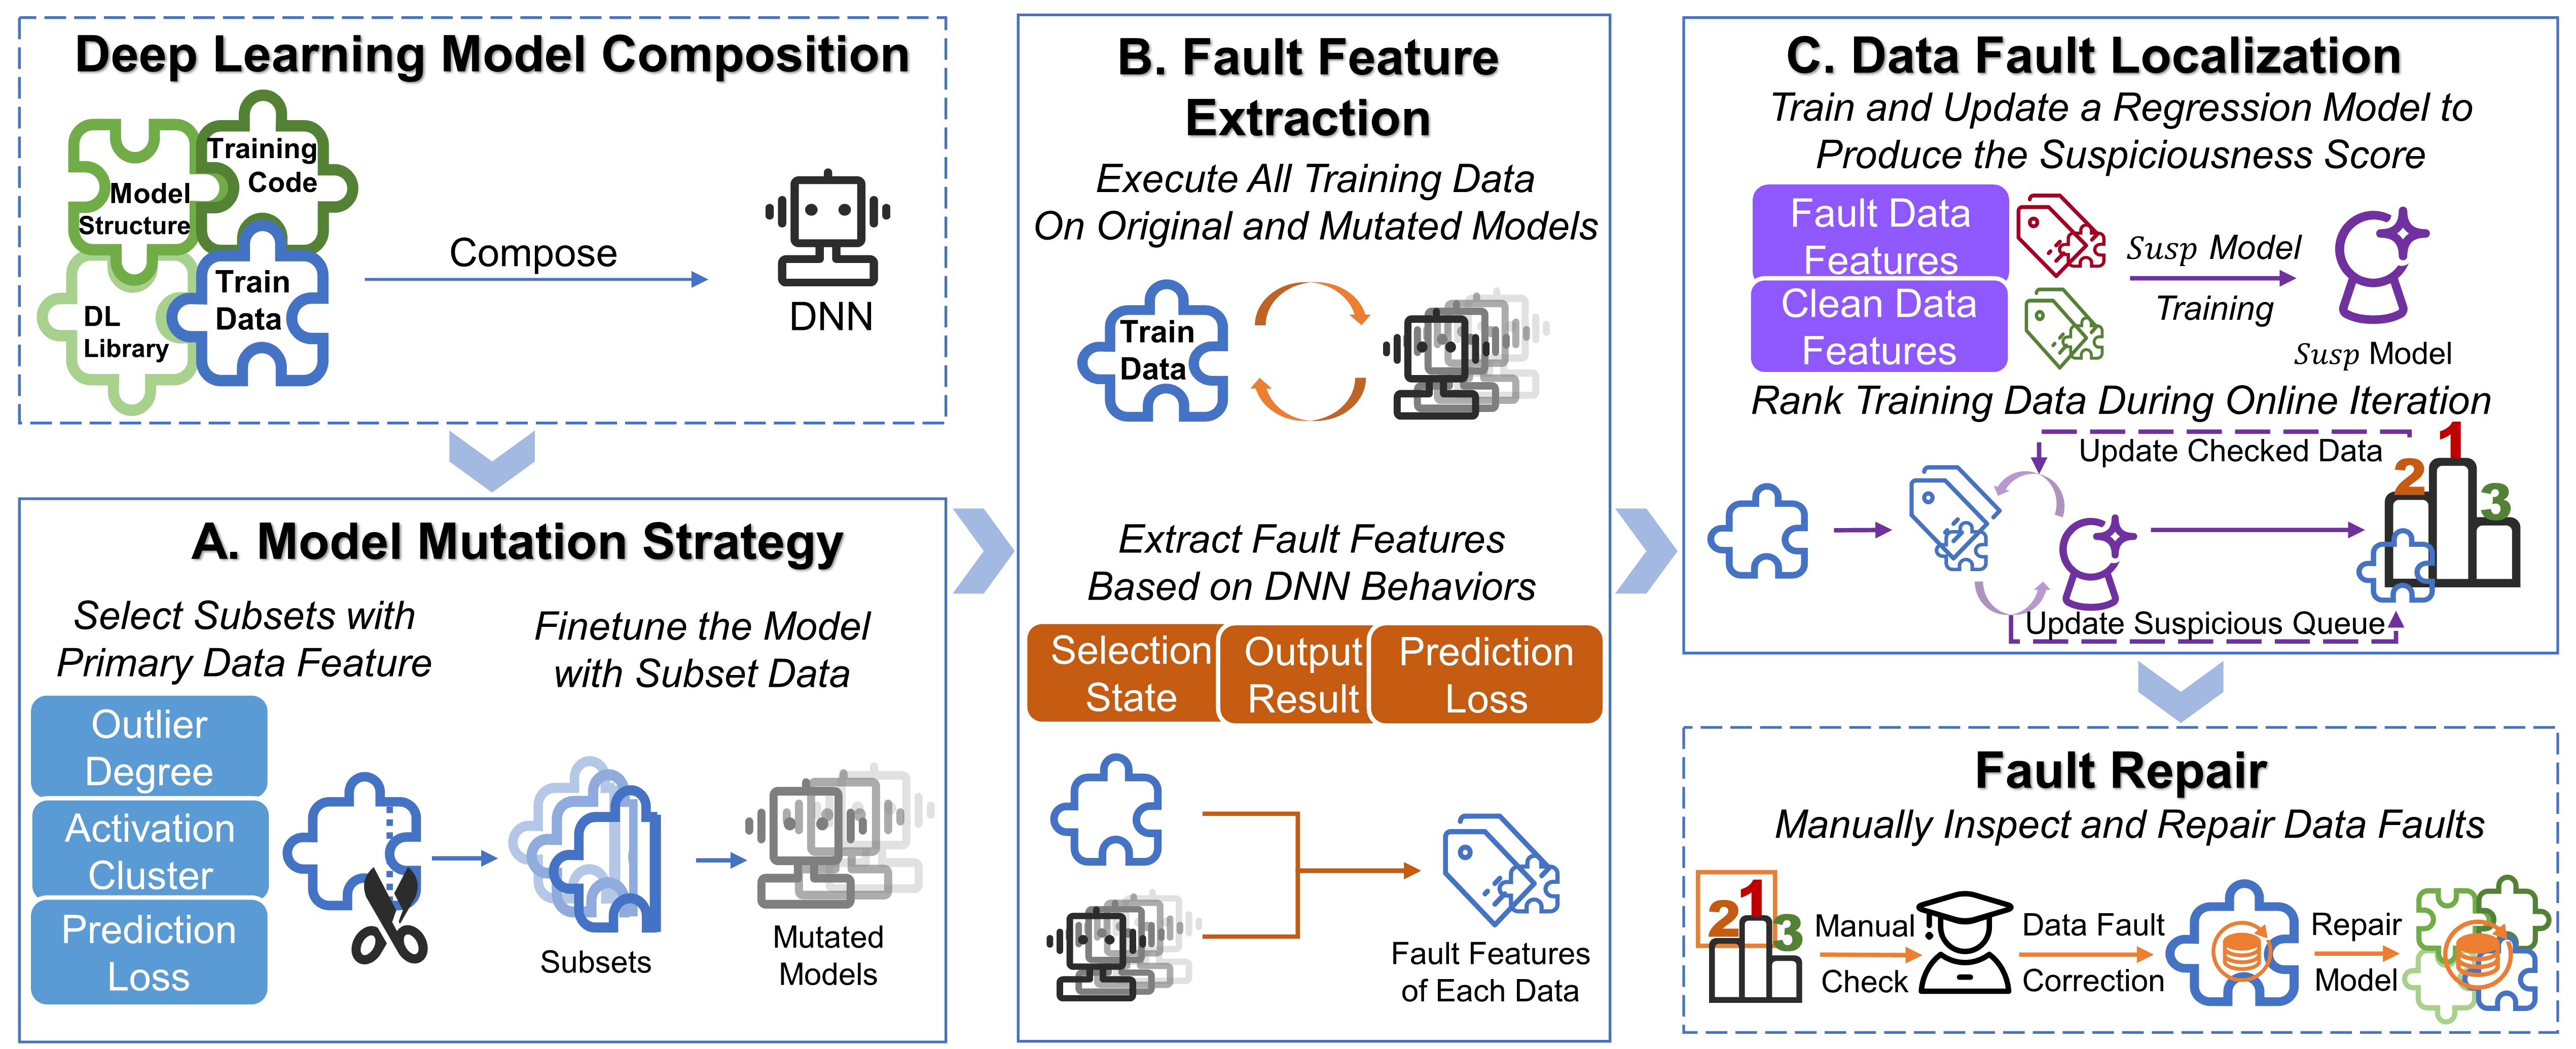 Deep Learning Model Composition
Training
Code
Model
Structure
Train
Data
DL
Library
Compose
DNN
A. Model Mutation Strategy
Select Subsets with
Primary Data Feature
Finetune the Model
with Subset Data
Outlier
Degree
Activation
Cluster
Prediction
Loss
Subsets
Mutated
Models
B. Fault Feature
Extraction
Execute All Training Data
On Original and Mutated Models
Train
Data
Extract Fault Features
Based on DNN Behaviors
Selection
State
Output
Result
Prediction
Loss
Fault Features
of Each Data
C. Data Fault Localization
Train and Update a Regression Model to
Produce the Suspiciousness Score
Fault Data
Features
Clean Data
Features
Susp Model
Training
Susp Model
Rank Training Data During Online Iteration
Update Checked Data
1
2
3
Update Suspicious Queue
Fault Repair
Manually Inspect and Repair Data Faults
1
2
3
Manual
Check
Data Fault
Correction
Repair
Model